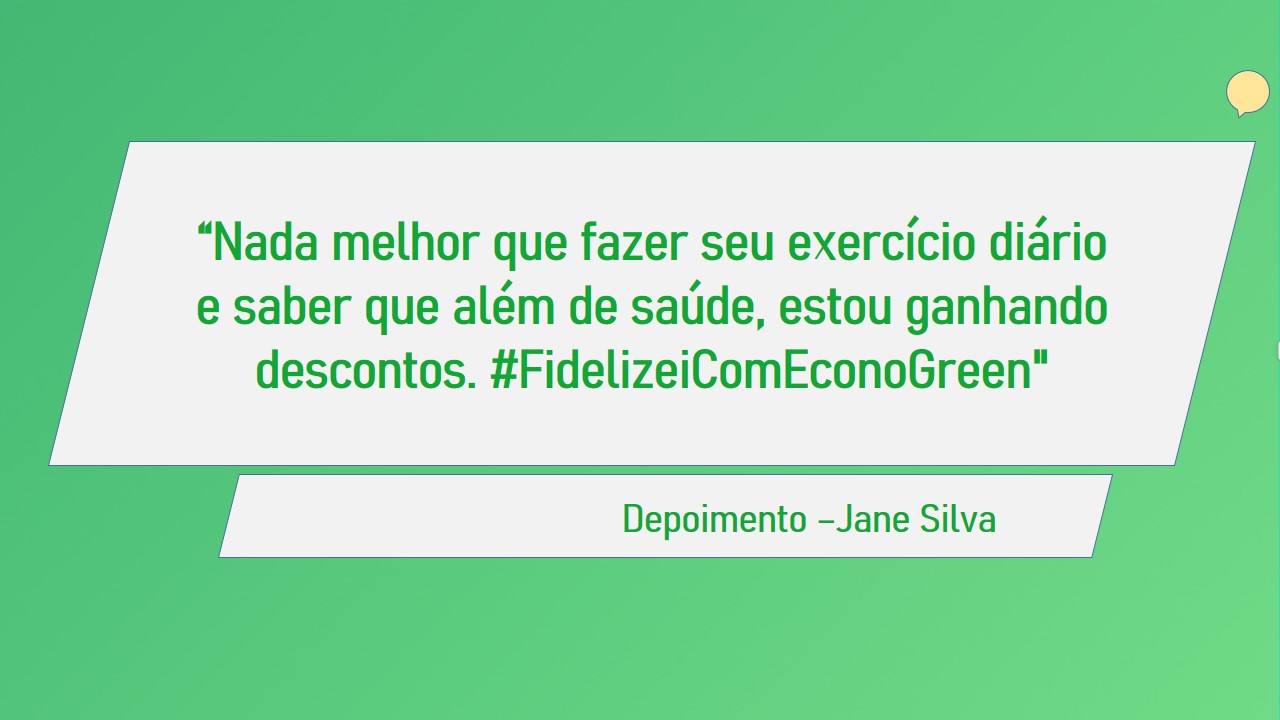 “Nada melhor que fazer seu exercício diário
e saber que além de saúde, estou ganhando
descontos. #FidelizeiComEconoGreen"
Depoimento –Jane Silva